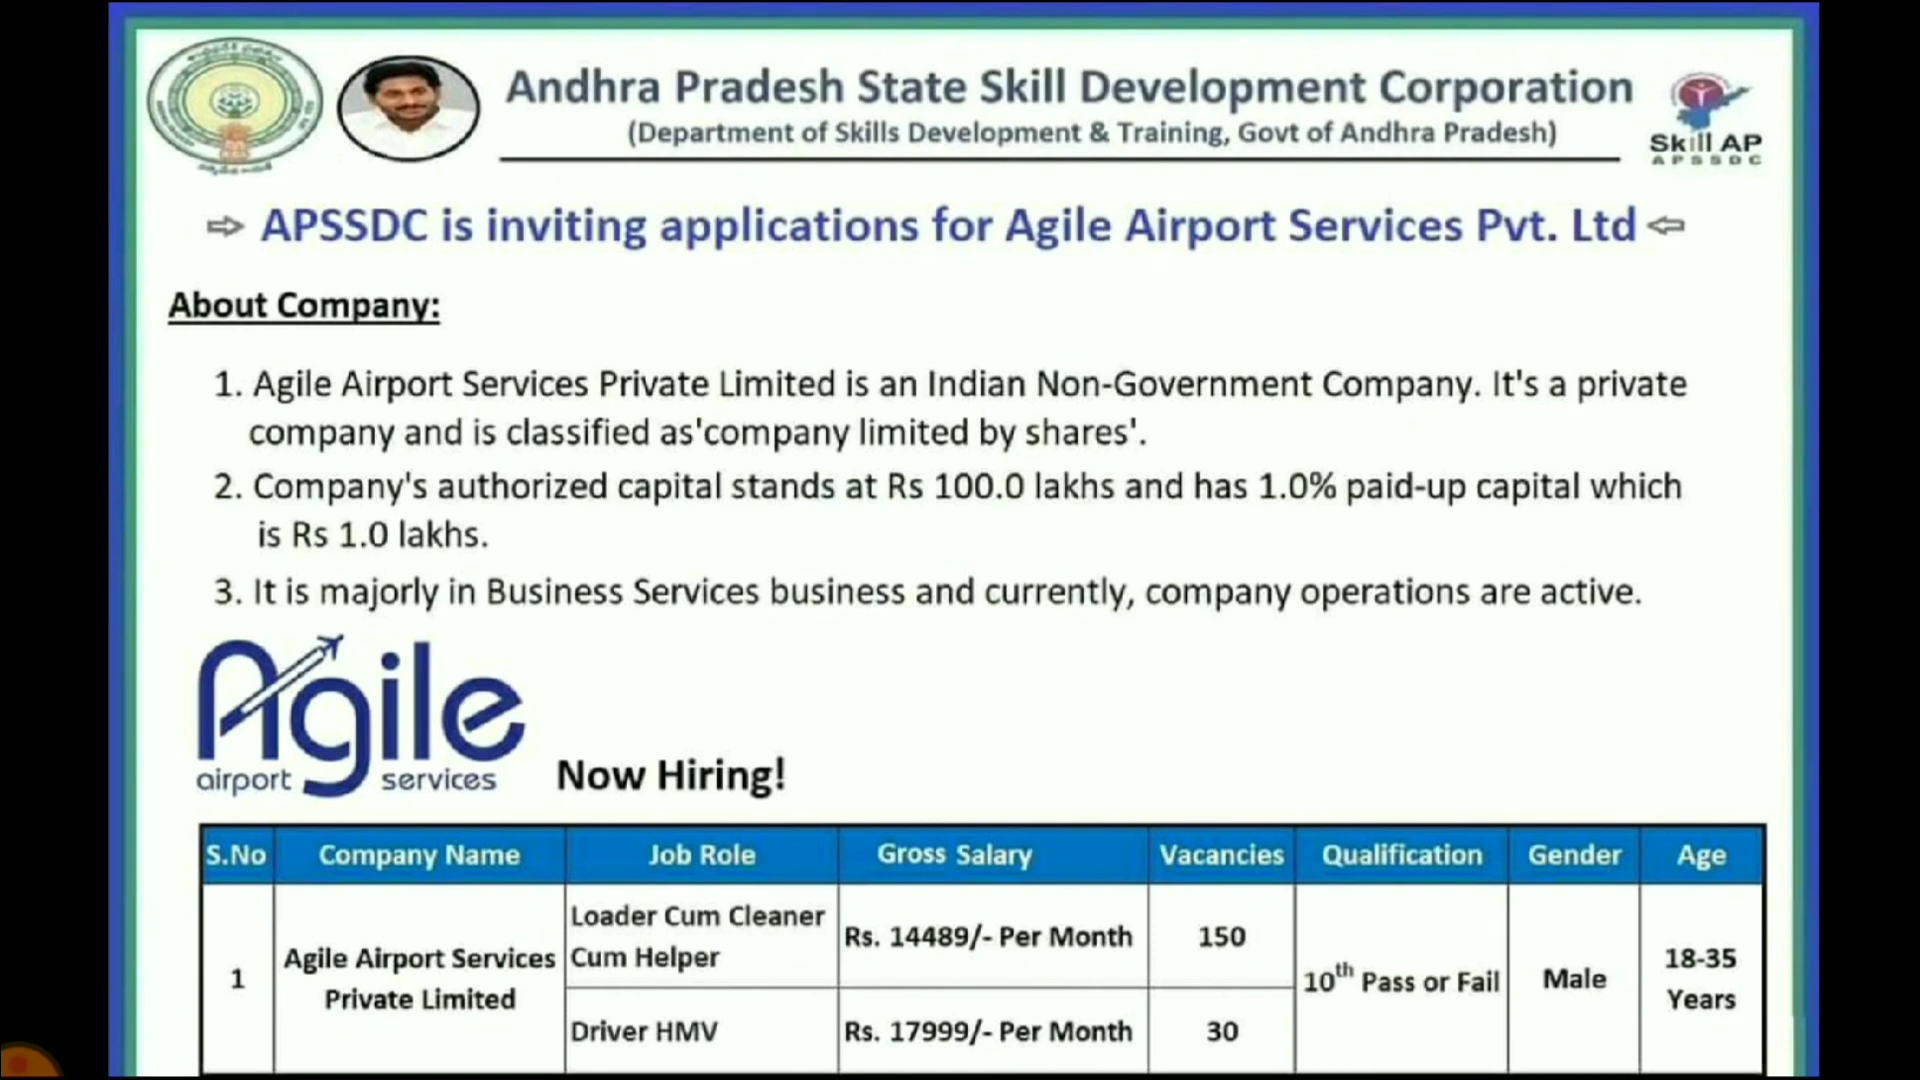 Andhra Pradesh State Skill Development Corporation
(Department of Skills Development & Training, Govt of Andhra Pradesh)
Skill AP
APSSDC
⇨ APSSDC is inviting applications for Agile Airport Services Pvt. Ltd ⇦
About Company:
1. Agile Airport Services Private Limited is an Indian Non-Government Company. It's a private
company and is classified as'company limited by shares'.
2. Company's authorized capital stands at Rs 100.0 lakhs and has 1.0% paid-up capital which
is Rs 1.0 lakhs.
3. It is majorly in Business Services business and currently, company operations are active.
Agile
airport services
Now Hiring!
S.No Company Name Job Role Gross Salary Vacancies Qualification Gender Age
1 Agile Airport Services Private Limited Loader Cum Cleaner Cum Helper Rs. 14489/- Per Month 150 10th Pass or Fail Male 18-35 Years
Driver HMV Rs. 17999/- Per Month 30